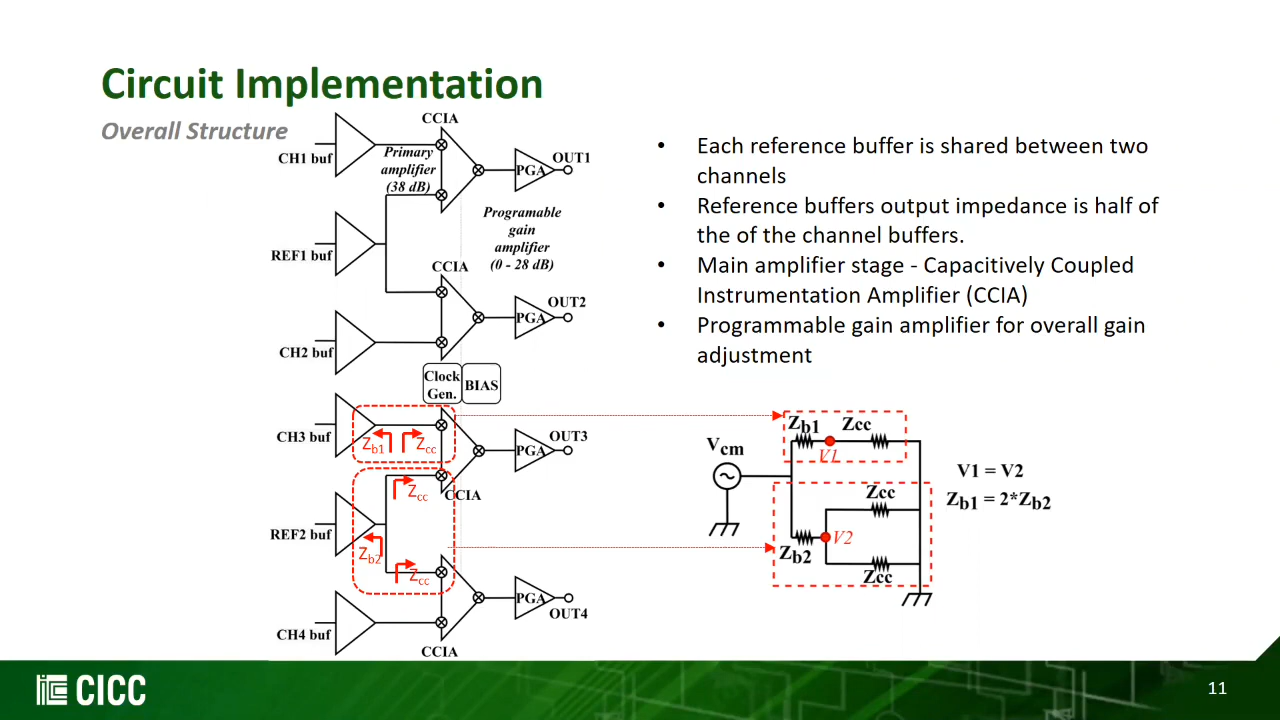 Circuit Implementation
Overall Structure
CCIA
CH1 buf
Primary
amplifier
(38 dB)
PGA
OUT1
Programable
gain
amplifier
(0 - 28 dB)
REF1 buf
CCIA
PGA
OUT2
CH2 buf
Clock
Gen.
BIAS
CH3 buf
Zb1
Zcc
PGA
OUT3
Zcc
CCIA
REF2 buf
Zb2
Zcc
PGA
OUT4
CH4 buf
CCIA
• Each reference buffer is shared between two
channels
• Reference buffers output impedance is half of
the of the channel buffers.
• Main amplifier stage - Capacitively Coupled
Instrumentation Amplifier (CCIA)
• Programmable gain amplifier for overall gain
adjustment
Zb1 Zcc
Vcm
V1
V1 = V2
Zb1 = 2*Zb2
Zcc
V2
Zb2
Zcc
CICC
11